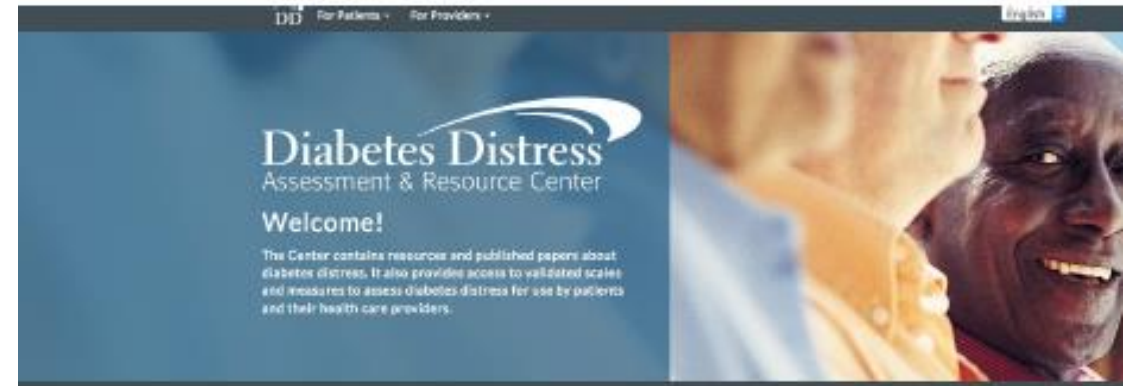 DD For Patients For Providers English
Diabetes Distress
Assessment & Resource Center
Welcome!
The Center contains resources and published papers about
diabetes distress. It also provides access to validated scales
and measures to assess diabetes distress for use by patients
and their health care providers.